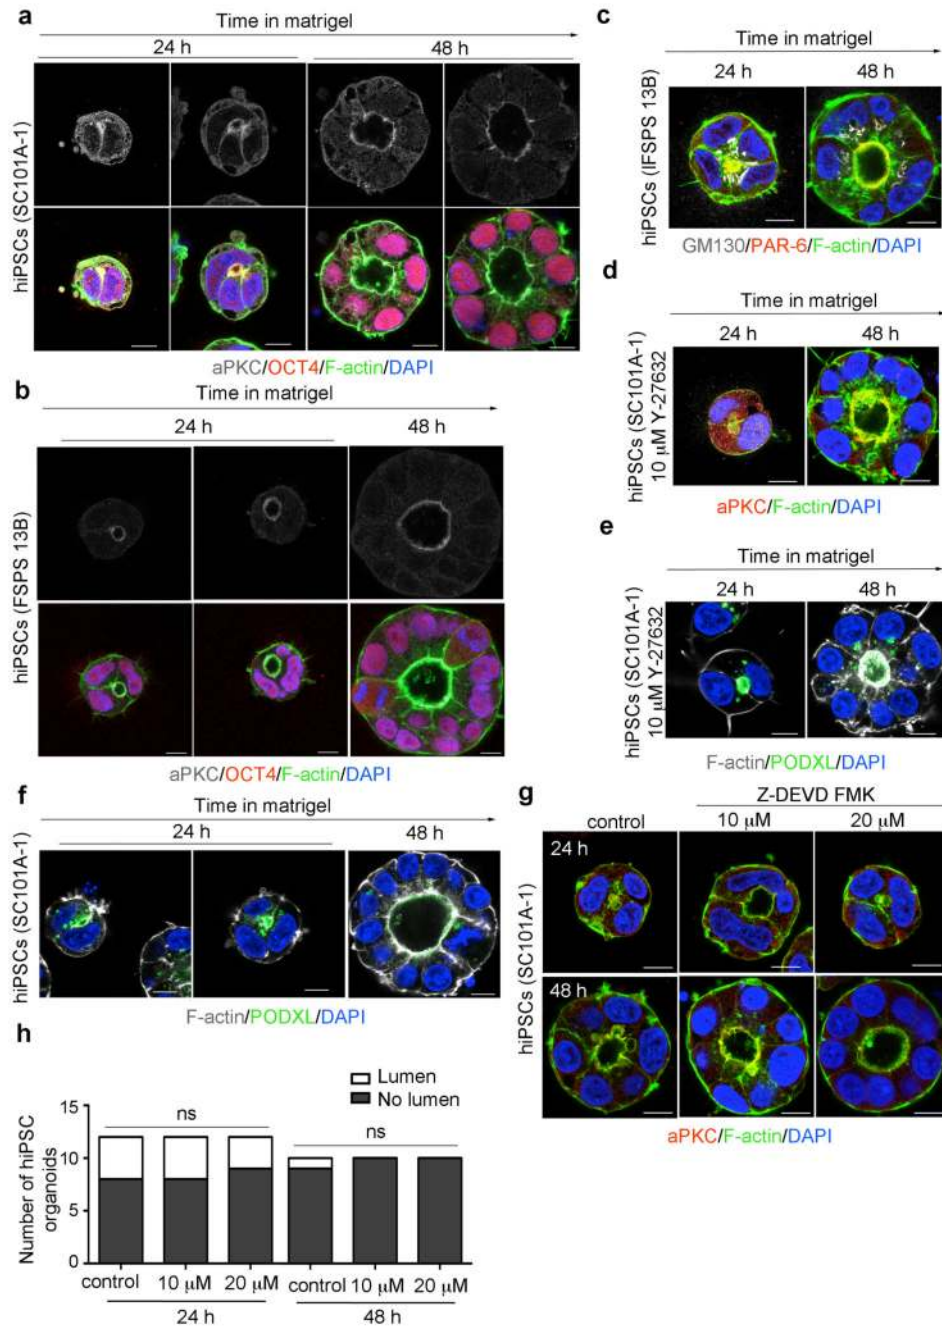 a
Time in matrigel
24 h
48 h
hiPSCs (SC101A-1)
aPKC/OCT4/F-actin/DAPI
b
Time in matrigel
24 h
48 h
hiPSCs (FSPS 13B)
aPKC/OCT4/F-actin/DAPI
c
Time in matrigel
24 h
48 h
hiPSCs (IFSPS 13B)
GM130/PAR-6/F-actin/DAPI
d
Time in matrigel
24 h
48 h
hiPSCs (SC101A-1)
10 μM Y-27632
aPKC/F-actin/DAPI
e
Time in matrigel
24 h
48 h
hiPSCs (SC101A-1)
10 μM Y-27632
F-actin/PODXL/DAPI
f
Time in matrigel
24 h
48 h
hiPSCs (SC101A-1)
F-actin/PODXL/DAPI
g
Z-DEVD FMK
control
10 μM
20 μM
24 h
48 h
hiPSCs (SC101A-1)
aPKC/F-actin/DAPI
h
Lumen
No lumen
Number of hiPSC
organoids
15
10
5
0
ns
ns
control
10 μM
20 μM
control
10 μM
20 μM
24 h
48 h